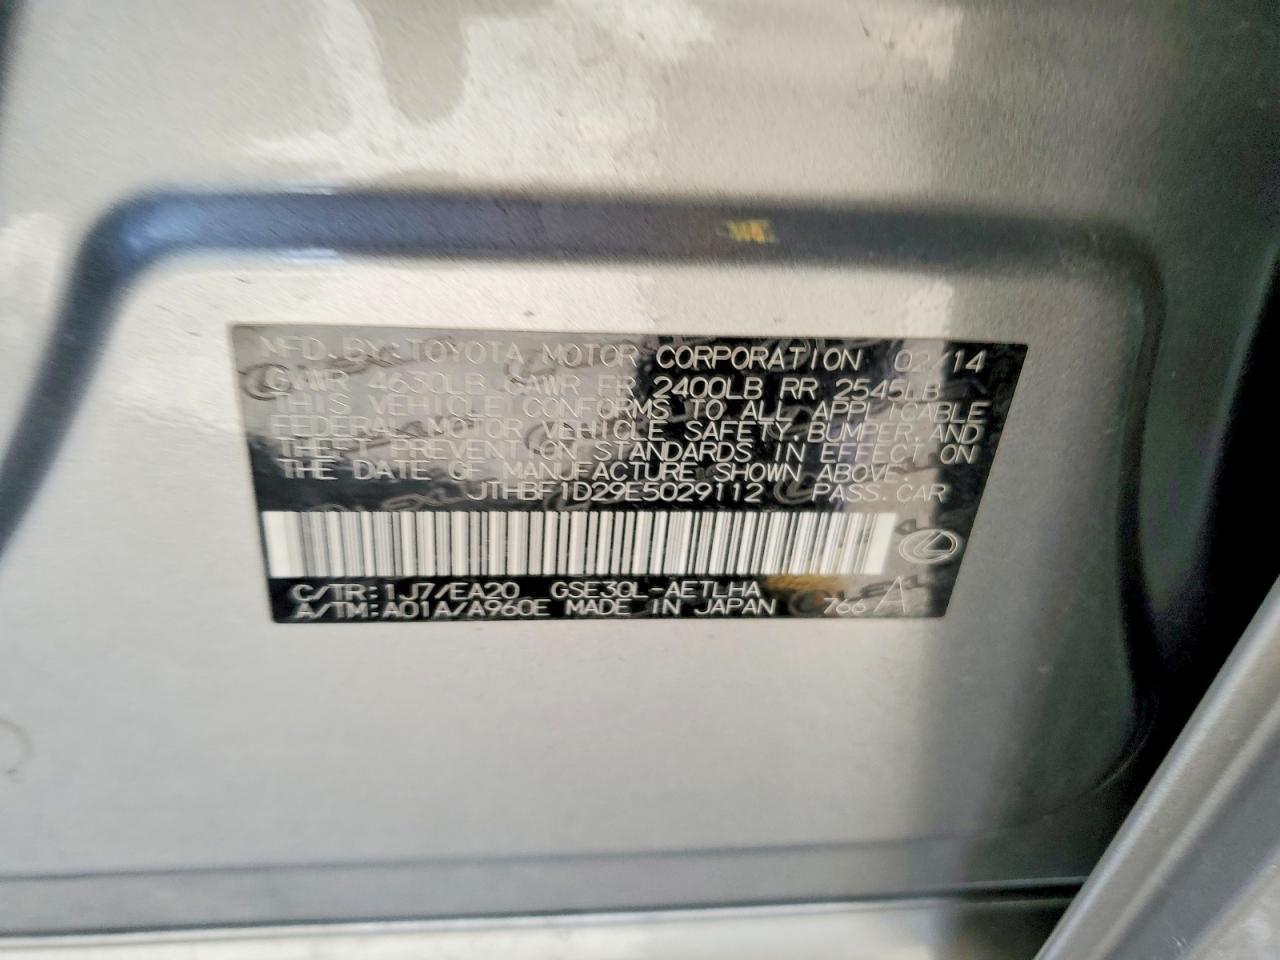 MFD. BY: TOYOTA MOTOR CORPORATION 02/14
GVWR 4630LB GAWR FR 2400LB RR 2545LB
THIS VEHICLE CONFORMS TO ALL APPLICABLE
FEDERAL MOTOR VEHICLE SAFETY, BUMPER, AND
THEFT PREVENTION STANDARDS IN EFFECT ON
THE DATE OF MANUFACTURE SHOWN ABOVE.
JTHBF1D29E5029112 PASS. CAR
C/TR: 1J7/EA20 GSE30L-AETLHA
A/TM: A01A/A960E MADE IN JAPAN 766 A